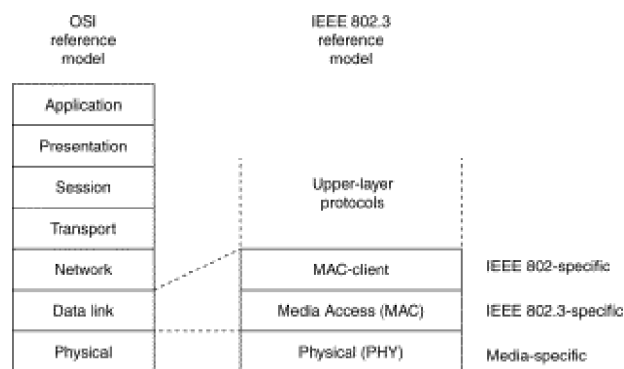 OSI
reference
model
IEEE 802.3
reference
model
Application
Presentation
Session
Transport
Network
Data link
Physical
Upper-layer
protocols
MAC-client
Media Access (MAC)
Physical (PHY)
IEEE 802-specific
IEEE 802.3-specific
Media-specific